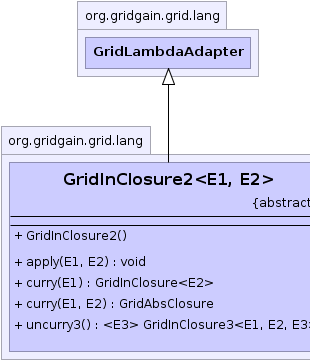 org.gridgain.grid.lang
GridLambdaAdapter
org.gridgain.grid.lang
GridInClosure2<E1, E2>
{abstract
+ GridInClosure2()
+ apply(E1, E2) : void
+ curry(E1) : GridInClosure<E2>
+ curry(E1, E2) : GridAbsClosure
+ uncurry3() : <E3> GridInClosure3<E1, E2, E3>